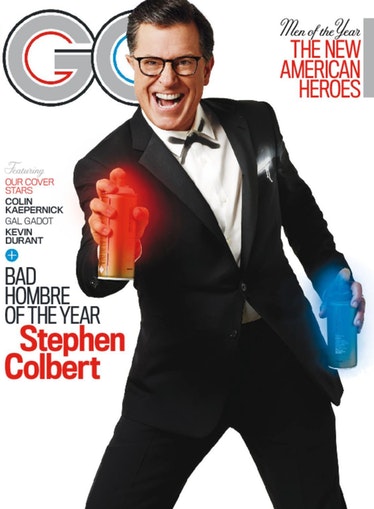 GQ
Men of the Year
THE NEW
AMERICAN
HEROES
Featuring
OUR COVER
STARS
COLIN
KAEPERNICK
GAL GADOT
KEVIN
DURANT
+
BAD
HOMBRE
OF THE YEAR
Stephen
Colbert